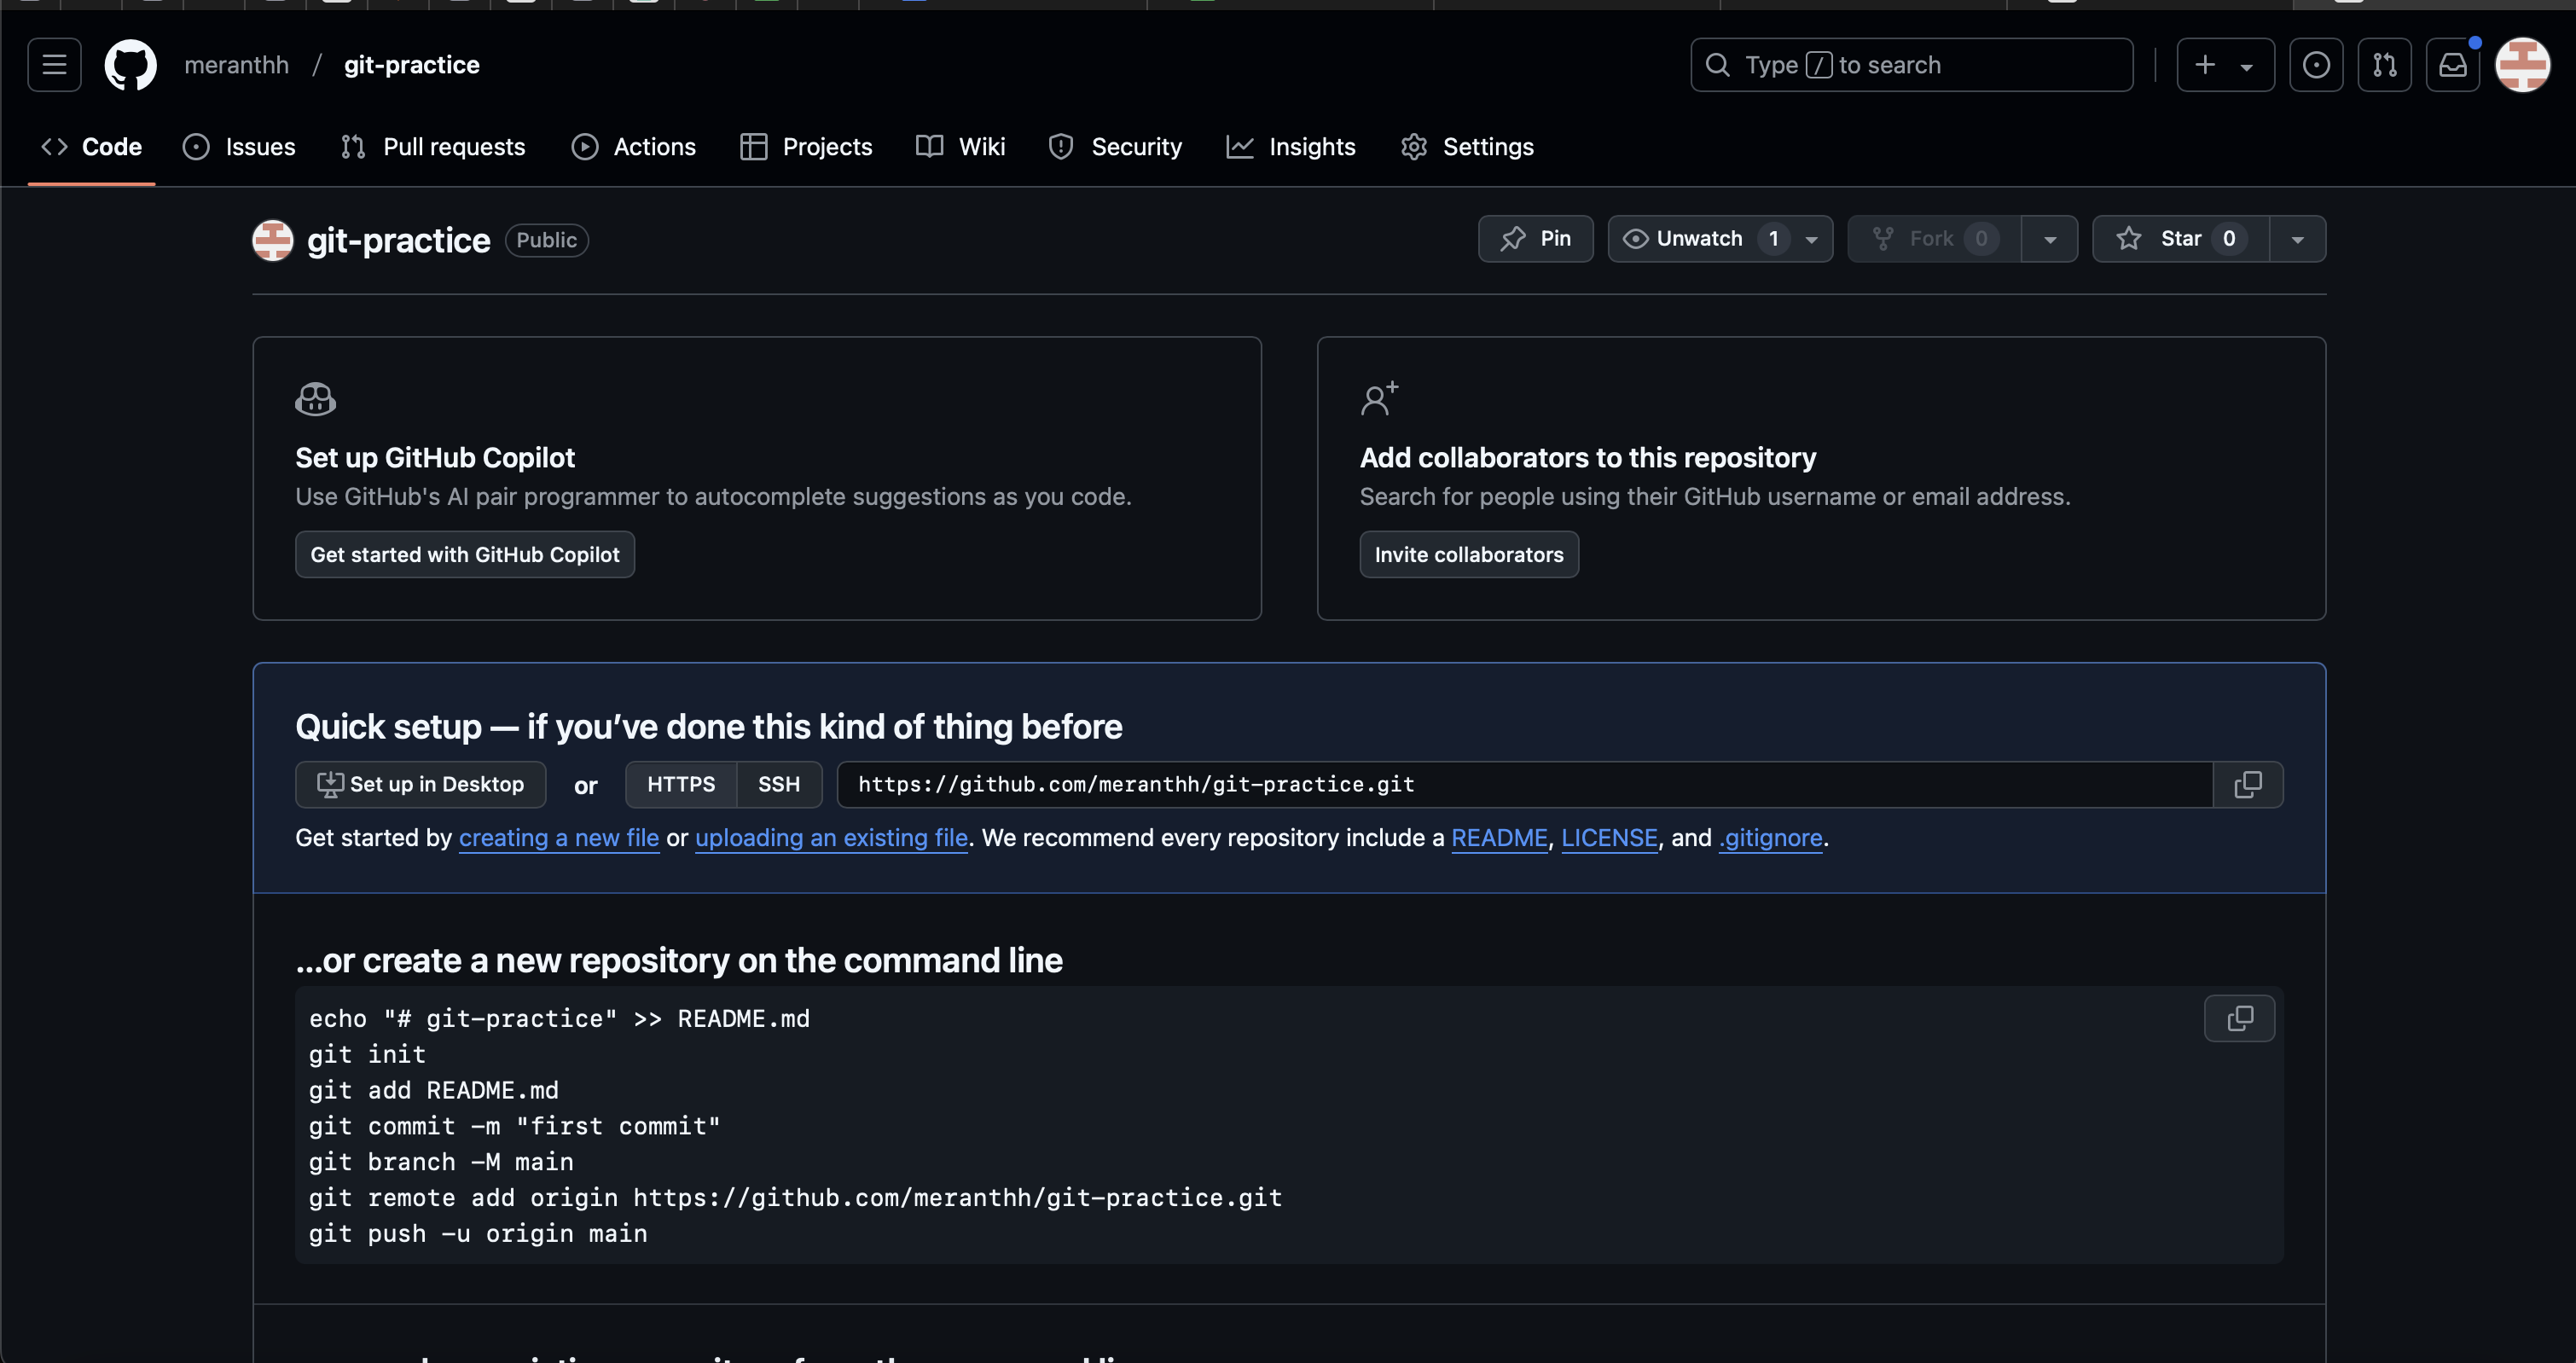 meranthh / git-practice
Type / to search
Code Issues Pull requests Actions Projects Wiki Security Insights Settings
git-practice Public
Pin Unwatch 1 Fork 0 Star 0
Set up GitHub Copilot
Use GitHub's AI pair programmer to autocomplete suggestions as you code.
Get started with GitHub Copilot
Add collaborators to this repository
Search for people using their GitHub username or email address.
Invite collaborators
Quick setup — if you’ve done this kind of thing before
Set up in Desktop or HTTPS SSH https://github.com/meranthh/git-practice.git
Get started by creating a new file or uploading an existing file. We recommend every repository include a README, LICENSE, and .gitignore.
…or create a new repository on the command line
echo "# git-practice" >> README.md
git init
git add README.md
git commit -m "first commit"
git branch -M main
git remote add origin https://github.com/meranthh/git-practice.git
git push -u origin main